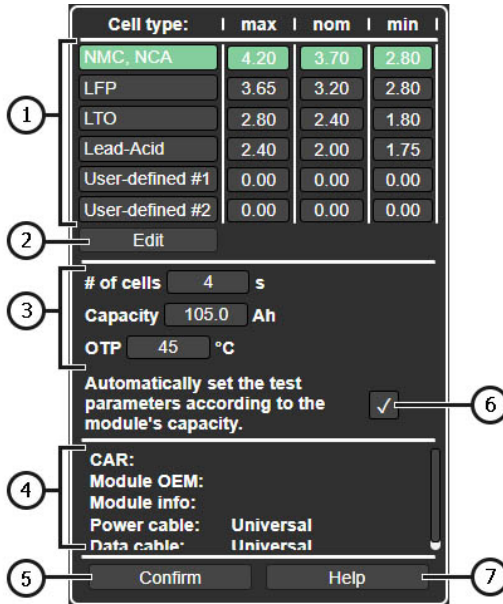 Cell type: | max | nom | min
NMC, NCA 4.20 3.70 2.80
LFP 3.65 3.20 2.80
1 LTO 2.80 2.40 1.80
Lead-Acid 2.40 2.00 1.75
User-defined #1 0.00 0.00 0.00
User-defined #2 0.00 0.00 0.00
2 Edit
# of cells 4 s
3 Capacity 105.0 Ah
OTP 45 °C
Automatically set the test
parameters according to the ✓ 6
module's capacity.
CAR:
Module OEM:
4 Module info:
Power cable: Universal
Data cable: Universal
5 Confirm Help 7